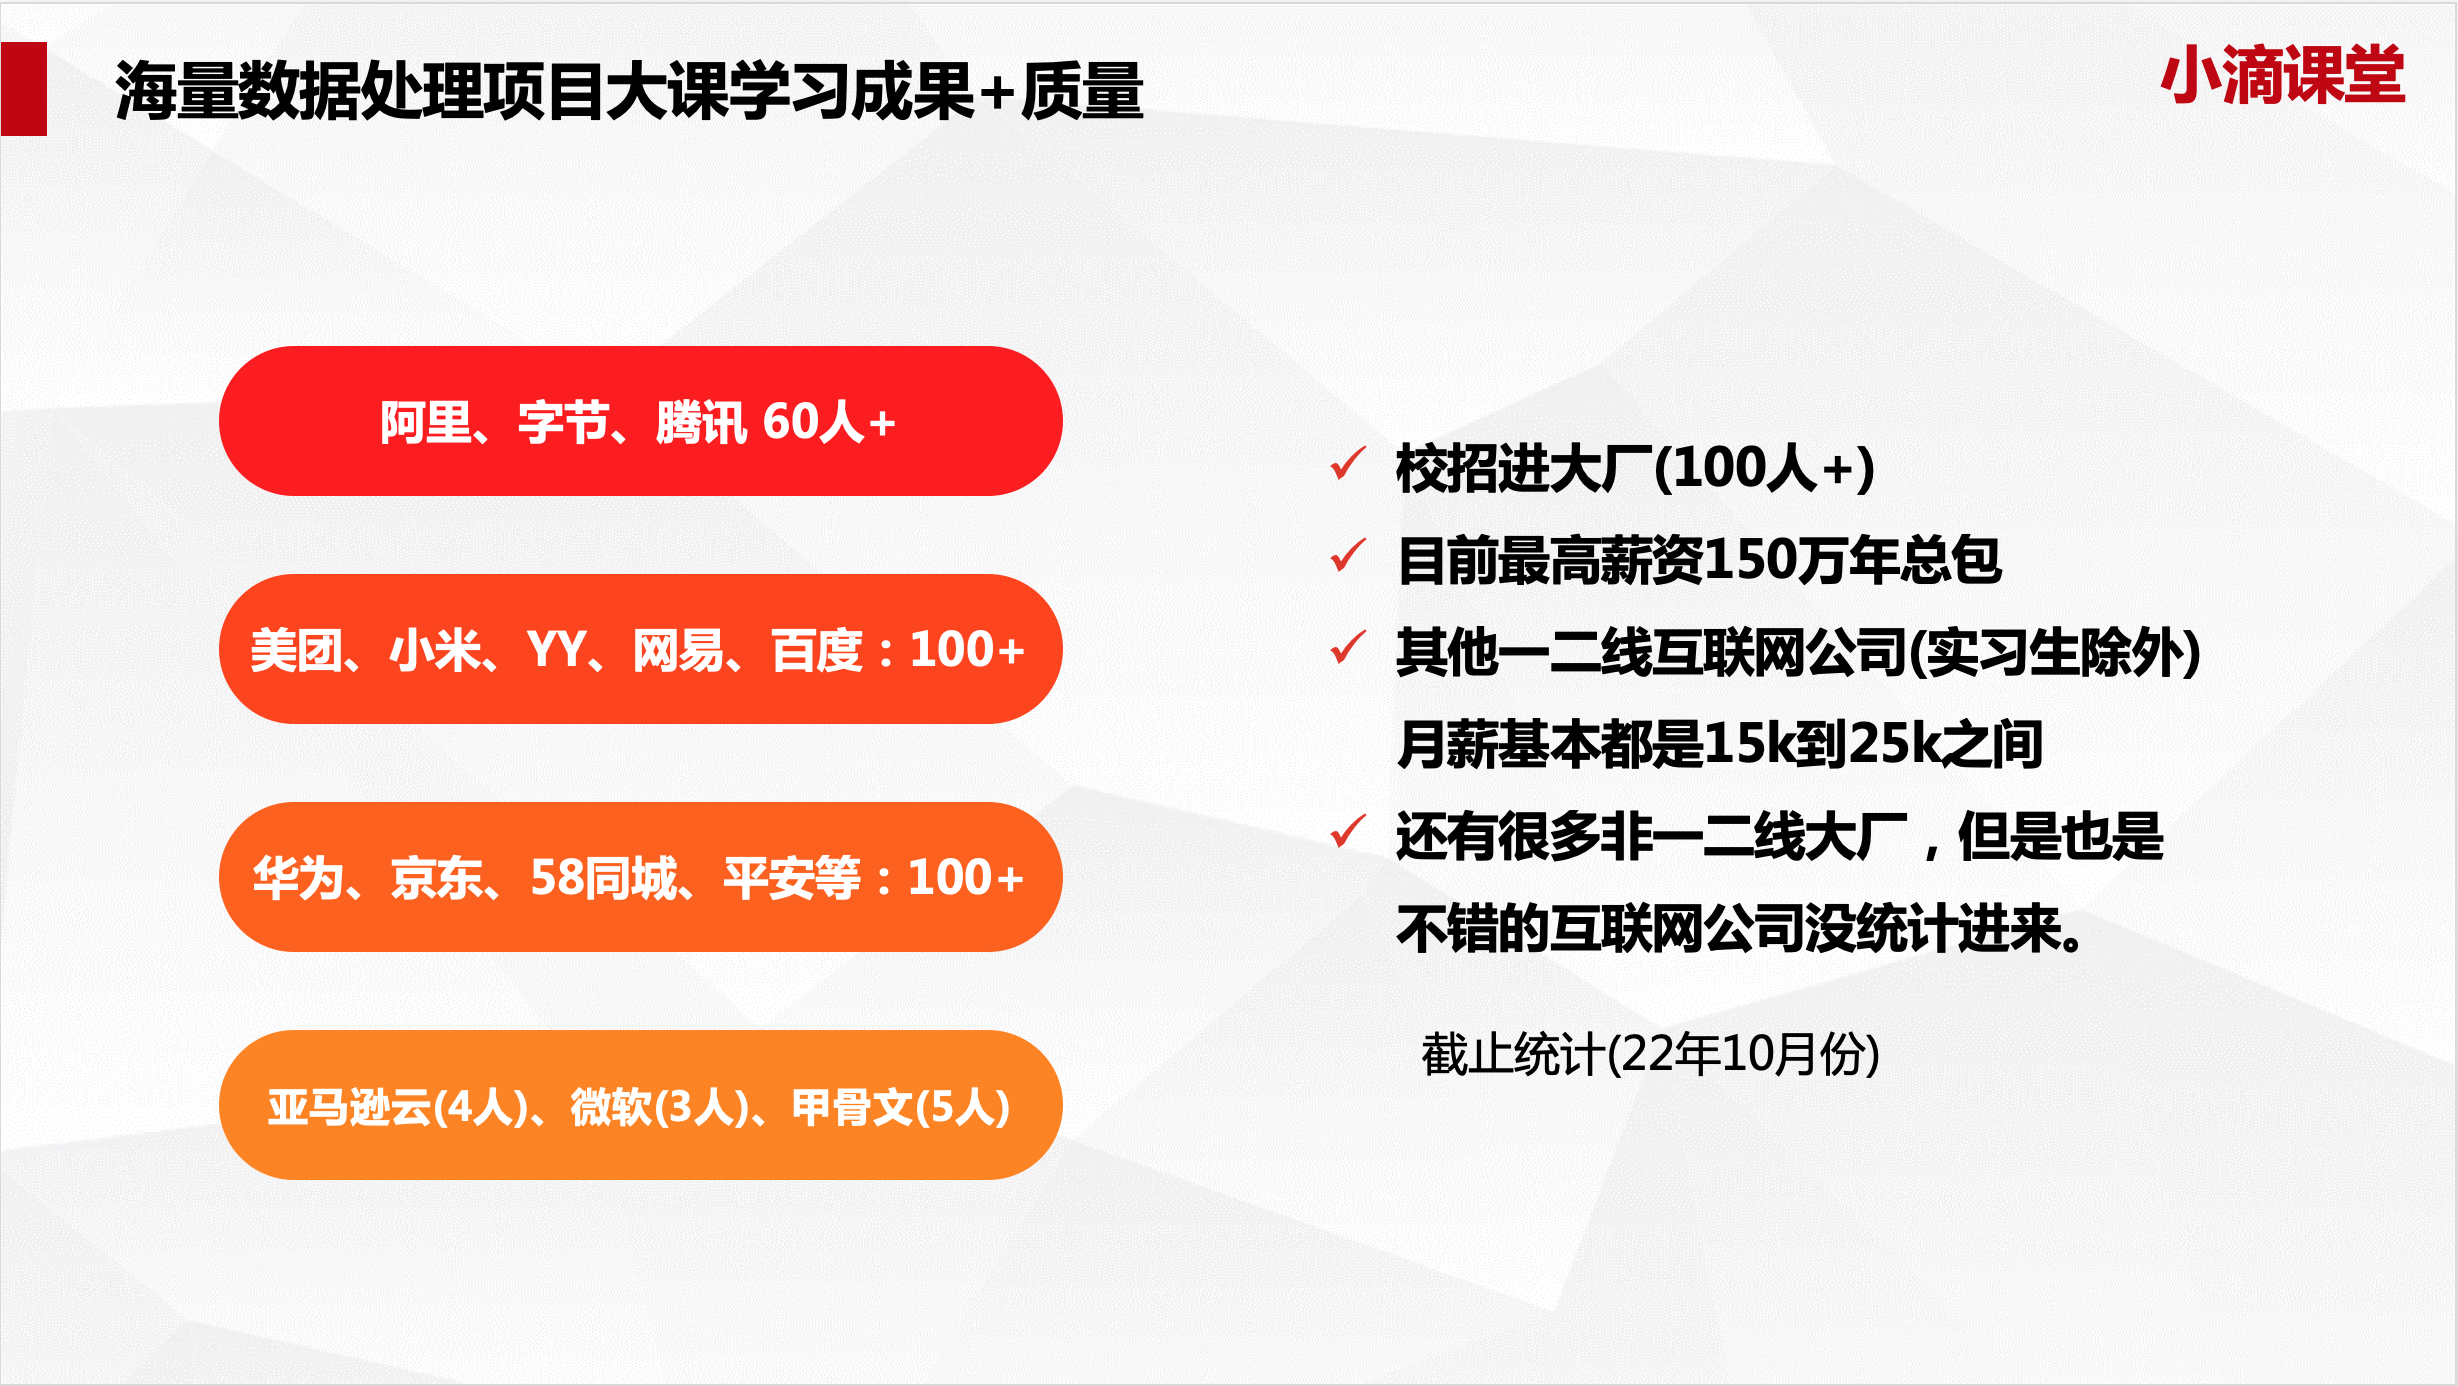 海量数据处理项目大课学习成果+质量
小滴课堂
阿里、字节、腾讯 60人+
美团、小米、YY、网易、百度：100+
华为、京东、58同城、平安等：100+
亚马逊云(4人)、微软(3人)、甲骨文(5人)
校招进大厂(100人+)
目前最高薪资150万年总包
其他一二线互联网公司(实习生除外)
月薪基本都是15k到25k之间
还有很多非一二线大厂，但是也是
不错的互联网公司没统计进来。
截止统计(22年10月份)